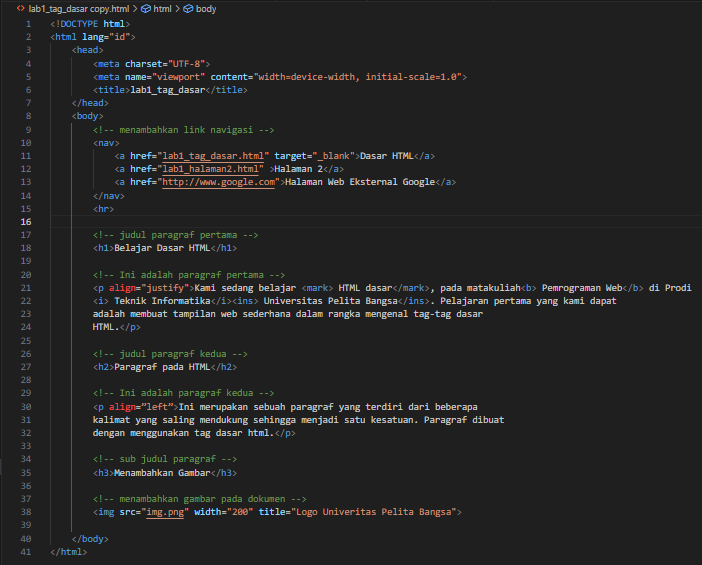 lab1_tag_dasar copy.html > html > body
1 <!DOCTYPE html>
2 <html lang="id">
3 <head>
4 <meta charset="UTF-8">
5 <meta name="viewport" content="width=device-width, initial-scale=1.0">
6 <title>lab1_tag_dasar</title>
7 </head>
8 <body>
9 <!-- menambahkan link navigasi -->
10 <nav>
11 <a href="lab1_tag_dasar.html" target="_blank">Dasar HTML</a>
12 <a href="lab1_halaman2.html" >Halaman 2</a>
13 <a href="http://www.google.com">Halaman Web Eksternal Google</a>
14 </nav>
15 <hr>
16
17 <!-- judul paragraf pertama -->
18 <h1>Belajar Dasar HTML</h1>
19
20 <!-- Ini adalah paragraf pertama -->
21 <p align="justify">Kami sedang belajar <mark> HTML dasar</mark>, pada matakuliah<b> Pemrograman Web</b> di Prodi
22 <i> Teknik Informatika</i><ins> Universitas Pelita Bangsa</ins>. Pelajaran pertama yang kami dapat
23 adalah membuat tampilan web sederhana dalam rangka mengenal tag-tag dasar
24 HTML.</p>
25
26 <!-- judul paragraf kedua -->
27 <h2>Paragraf pada HTML</h2>
28
29 <!-- Ini adalah paragraf kedua -->
30 <p align=”left”>Ini merupakan sebuah paragraf yang terdiri dari beberapa
31 kalimat yang saling mendukung sehingga menjadi satu kesatuan. Paragraf dibuat
32 dengan menggunakan tag dasar html.</p>
33
34 <!-- sub judul paragraf -->
35 <h3>Menambahkan Gambar</h3>
36
37 <!-- menambahkan gambar pada dokumen -->
38 <img src="img.png" width="200" title="Logo Univeritas Pelita Bangsa">
39
40 </body>
41 </html>